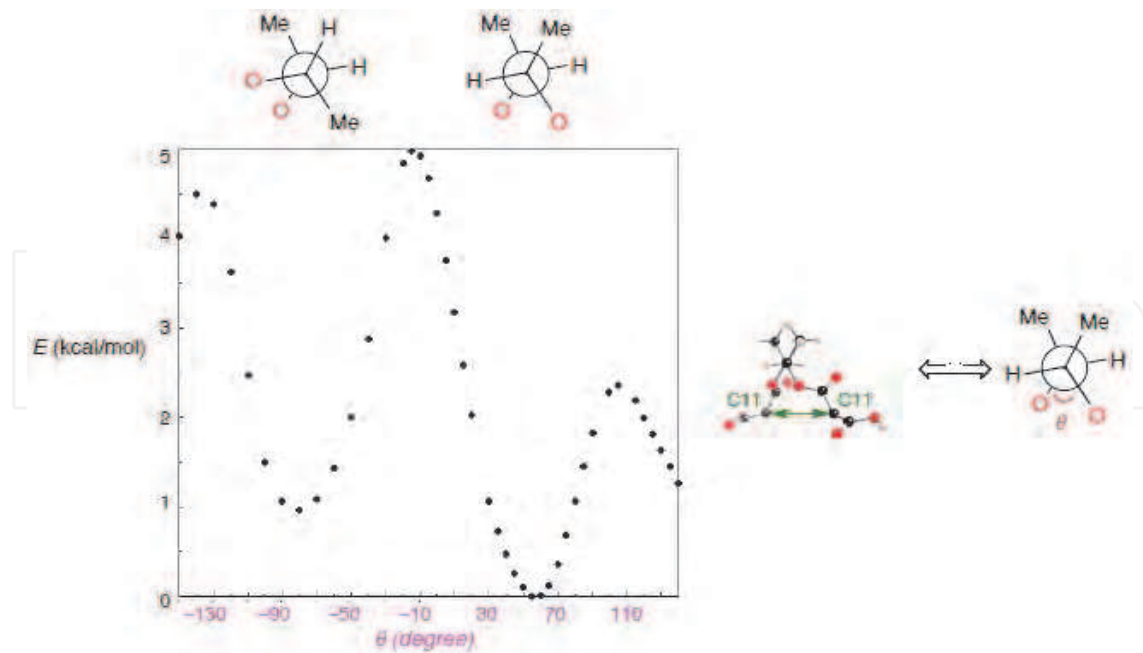 Me H
H
O
O
Me
Me Me
H H
O O
5
4
3
2
1
0
E (kcal/mol)
−130 −90 −50 −10 30 70 110
θ (degree)
C11 C11
Me Me
H H
O O
θ